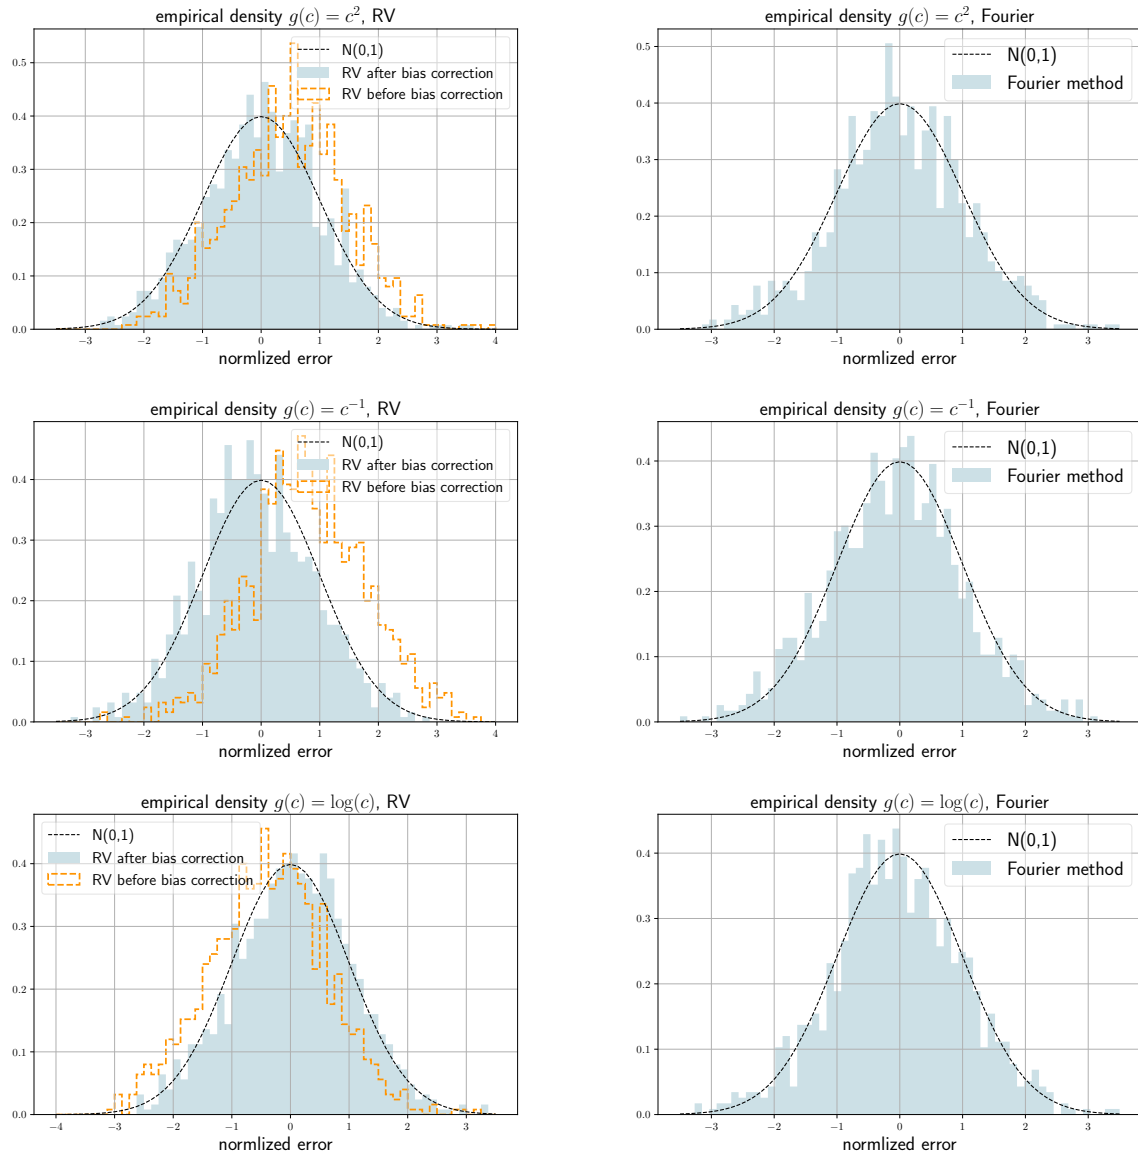 empirical density g(c) = c², RV
N(0,1)
RV after bias correction
RV before bias correction
0.5
0.4
0.3
0.2
0.1
0.0
−3 −2 −1 0 1 2 3 4
normlized error
empirical density g(c) = c², Fourier
N(0,1)
Fourier method
0.5
0.4
0.3
0.2
0.1
0.0
−3 −2 −1 0 1 2 3
normlized error
empirical density g(c) = c⁻¹, RV
N(0,1)
RV after bias correction
RV before bias correction
0.4
0.3
0.2
0.1
0.0
−3 −2 −1 0 1 2 3 4
normlized error
empirical density g(c) = c⁻¹, Fourier
N(0,1)
Fourier method
0.4
0.3
0.2
0.1
0.0
−3 −2 −1 0 1 2 3
normlized error
empirical density g(c) = log(c), RV
N(0,1)
RV after bias correction
RV before bias correction
0.4
0.3
0.2
0.1
0.0
−4 −3 −2 −1 0 1 2 3
normlized error
empirical density g(c) = log(c), Fourier
N(0,1)
Fourier method
0.4
0.3
0.2
0.1
0.0
−3 −2 −1 0 1 2 3
normlized error